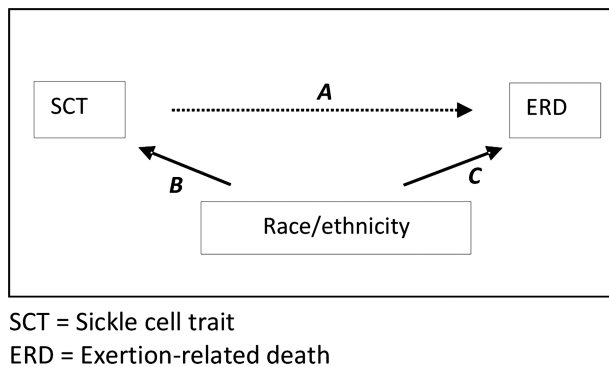 A
SCT
ERD
B
C
Race/ethnicity
SCT = Sickle cell trait
ERD = Exertion-related death